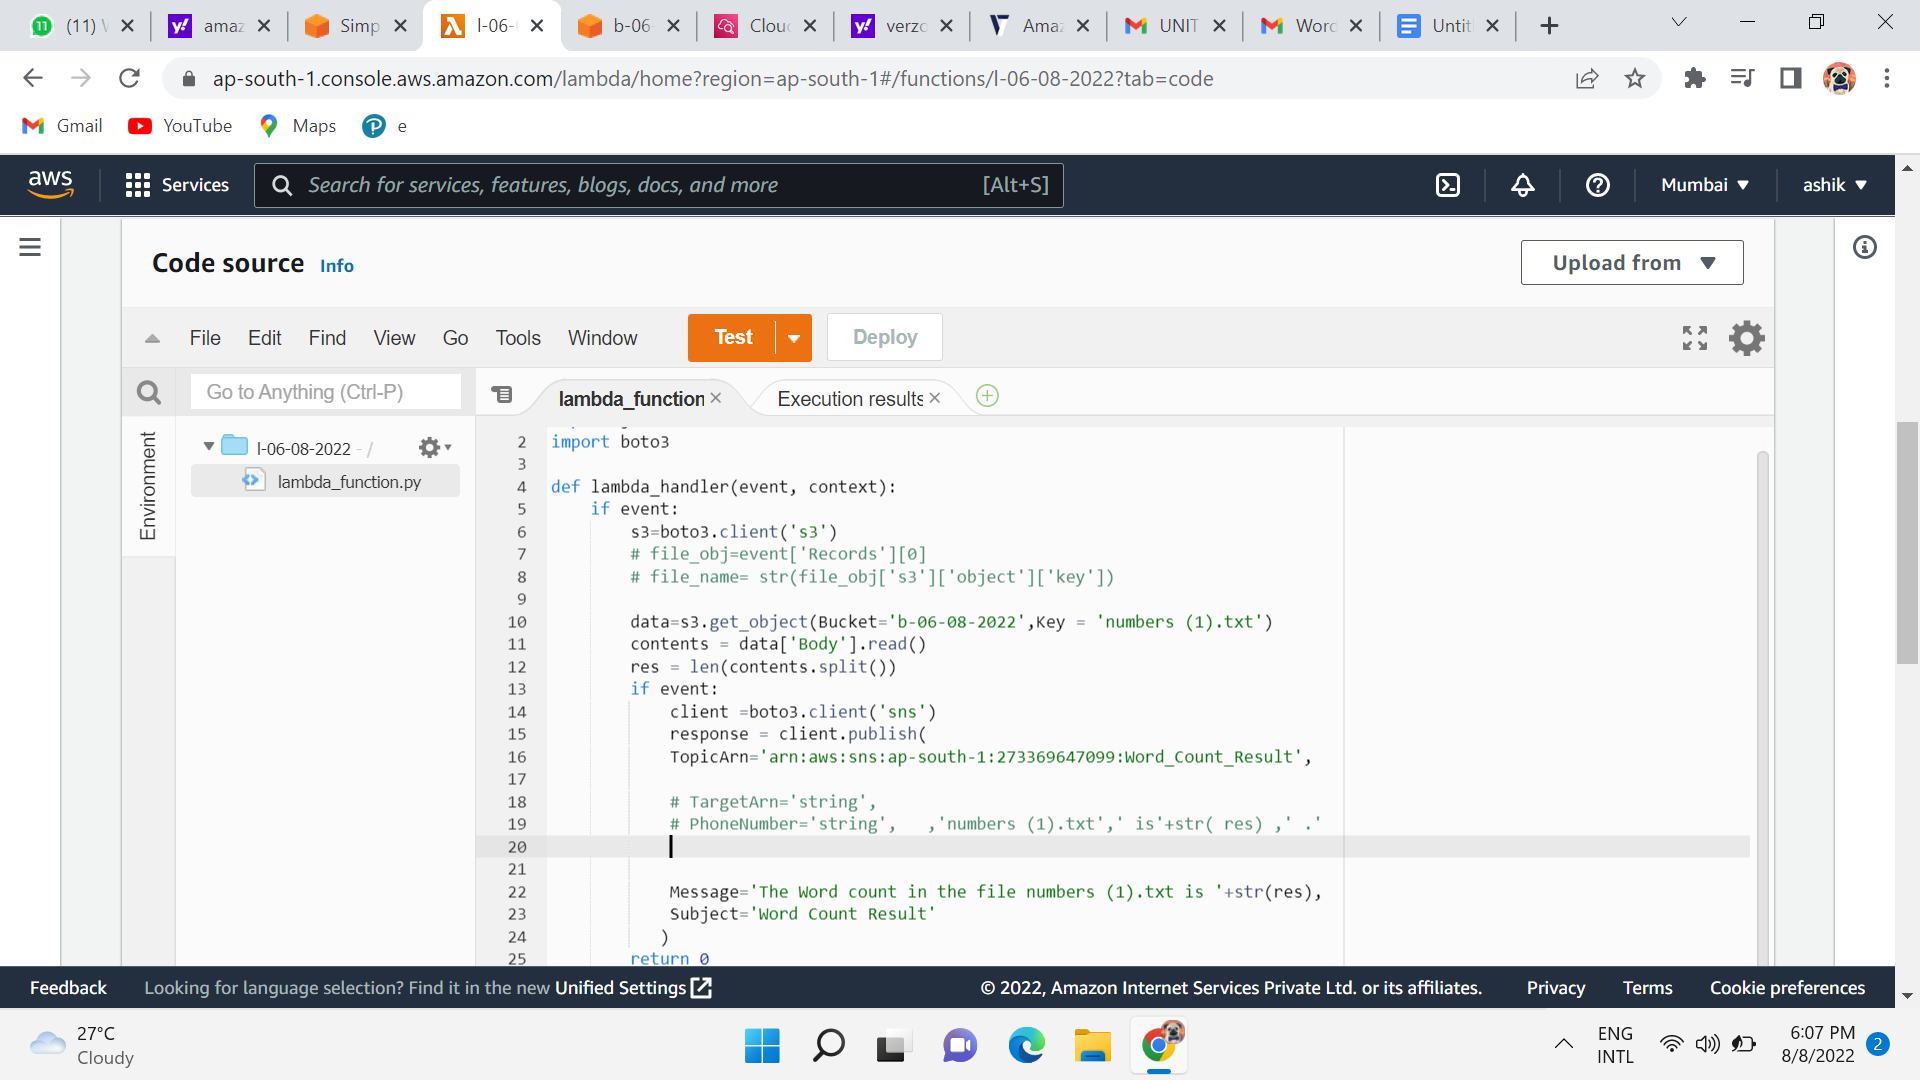 11 (11) W
amaz
Simp
l-06-
b-06-
Cloud
verzo
Amaz
UNIT
Word
Untit
ap-south-1.console.aws.amazon.com/lambda/home?region=ap-south-1#/functions/l-06-08-2022?tab=code
Gmail YouTube Maps e
aws Services Search for services, features, blogs, docs, and more [Alt+S] Mumbai ▼ ashik ▼
Code source Info Upload from ▼
File Edit Find View Go Tools Window Test Deploy
Go to Anything (Ctrl-P) lambda_function Execution results
Environment
l-06-08-2022 - /
lambda_function.py
2 import boto3
3
4 def lambda_handler(event, context):
5 if event:
6 s3=boto3.client('s3')
7 # file_obj=event['Records'][0]
8 # file_name= str(file_obj['s3']['object']['key'])
9
10 data=s3.get_object(Bucket='b-06-08-2022',Key = 'numbers (1).txt')
11 contents = data['Body'].read()
12 res = len(contents.split())
13 if event:
14 client =boto3.client('sns')
15 response = client.publish(
16 TopicArn='arn:aws:sns:ap-south-1:273369647099:Word_Count_Result',
17
18 # TargetArn='string',
19 # PhoneNumber='string',   ,'numbers (1).txt',' is'+str( res) ,' .'
20
21
22 Message='The Word count in the file numbers (1).txt is '+str(res),
23 Subject='Word Count Result'
24 )
25 return 0
Feedback Looking for language selection? Find it in the new Unified Settings © 2022, Amazon Internet Services Private Ltd. or its affiliates. Privacy Terms Cookie preferences
27°C
Cloudy
ENG
INTL
6:07 PM
8/8/2022
2